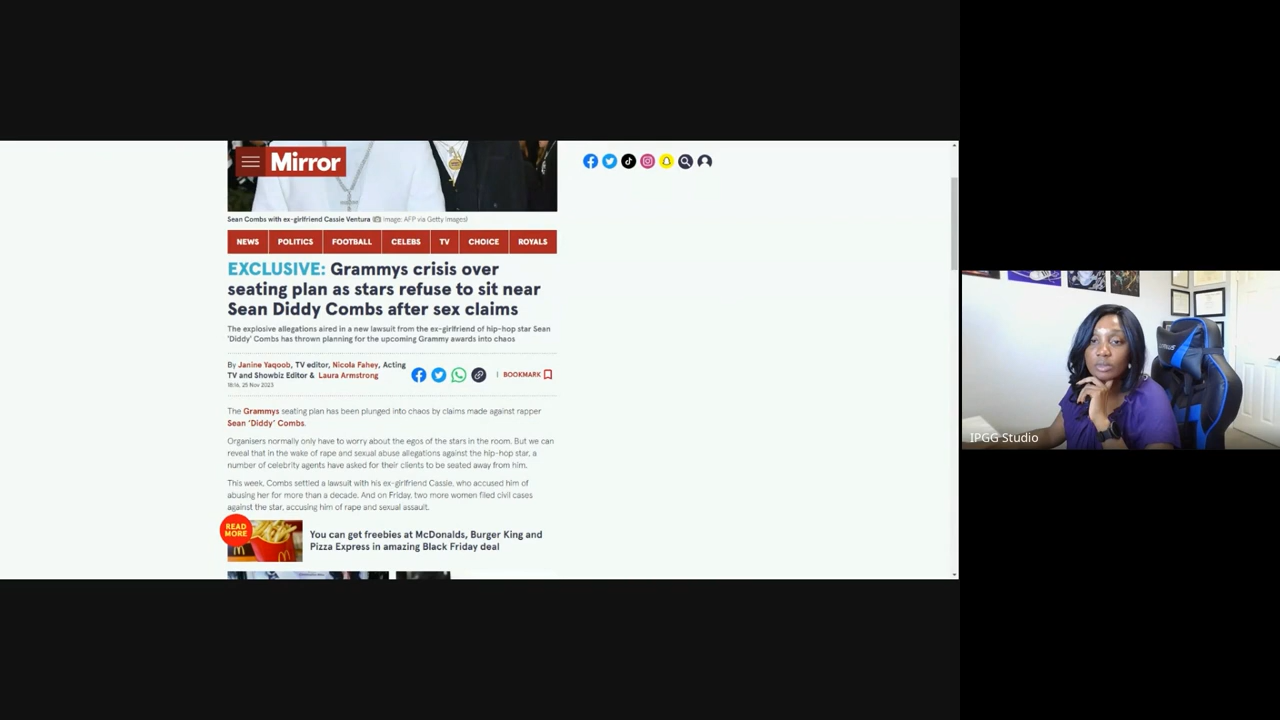 Mirror
Sean Combs with ex-girlfriend Cassie Ventura (Image: AFP via Getty Images)
NEWS
POLITICS
FOOTBALL
CELEBS
TV
CHOICE
ROYALS
EXCLUSIVE: Grammys crisis over
seating plan as stars refuse to sit near
Sean Diddy Combs after sex claims
The explosive allegations aired in a new lawsuit from the ex-girlfriend of hip-hop star Sean
'Diddy' Combs has thrown planning for the upcoming Grammy awards into chaos
By Janine Yaqoob, TV editor, Nicola Fahey, Acting
TV and Showbiz Editor & Laura Armstrong
18:16, 25 Nov 2023
BOOKMARK
The Grammys seating plan has been plunged into chaos by claims made against rapper
Sean 'Diddy' Combs.
Organisers normally only have to worry about the egos of the stars in the room. But we can
reveal that in the wake of rape and sexual abuse allegations against the hip-hop star, a
number of celebrity agents have asked for their clients to be seated away from him.
This week, Combs settled a lawsuit with his ex-girlfriend Cassie, who accused him of
abusing her for more than a decade. And on Friday, two more women filed civil cases
against the star, accusing him of rape and sexual assault.
READ
MORE
You can get freebies at McDonalds, Burger King and
Pizza Express in amazing Black Friday deal
IPGG Studio